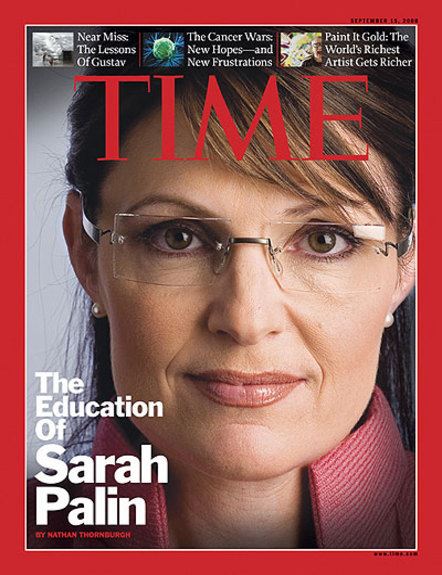 SEPTEMBER 15, 2008
Near Miss:
The Lessons
Of Gustav
The Cancer Wars:
New Hopes—and
New Frustrations
Paint It Gold: The
World's Richest
Artist Gets Richer
TIME
The
Education
Of
Sarah
Palin
BY NATHAN THORNBURGH
www.time.com